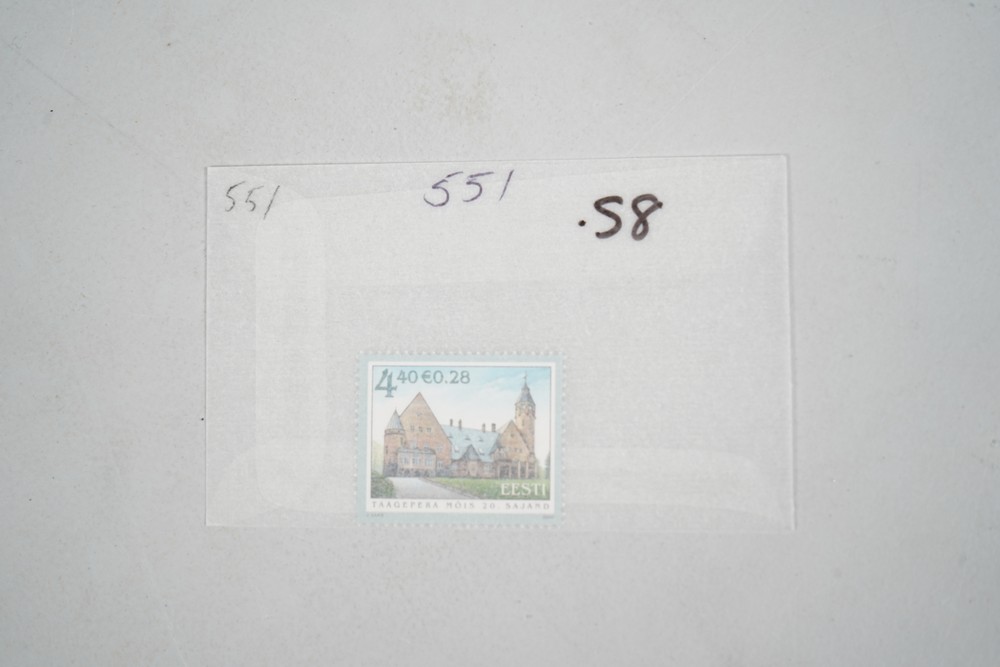 551
551
.58
4 40 €0.28
EESTI
TAAGEPERA MÕIS 20. SAJAND